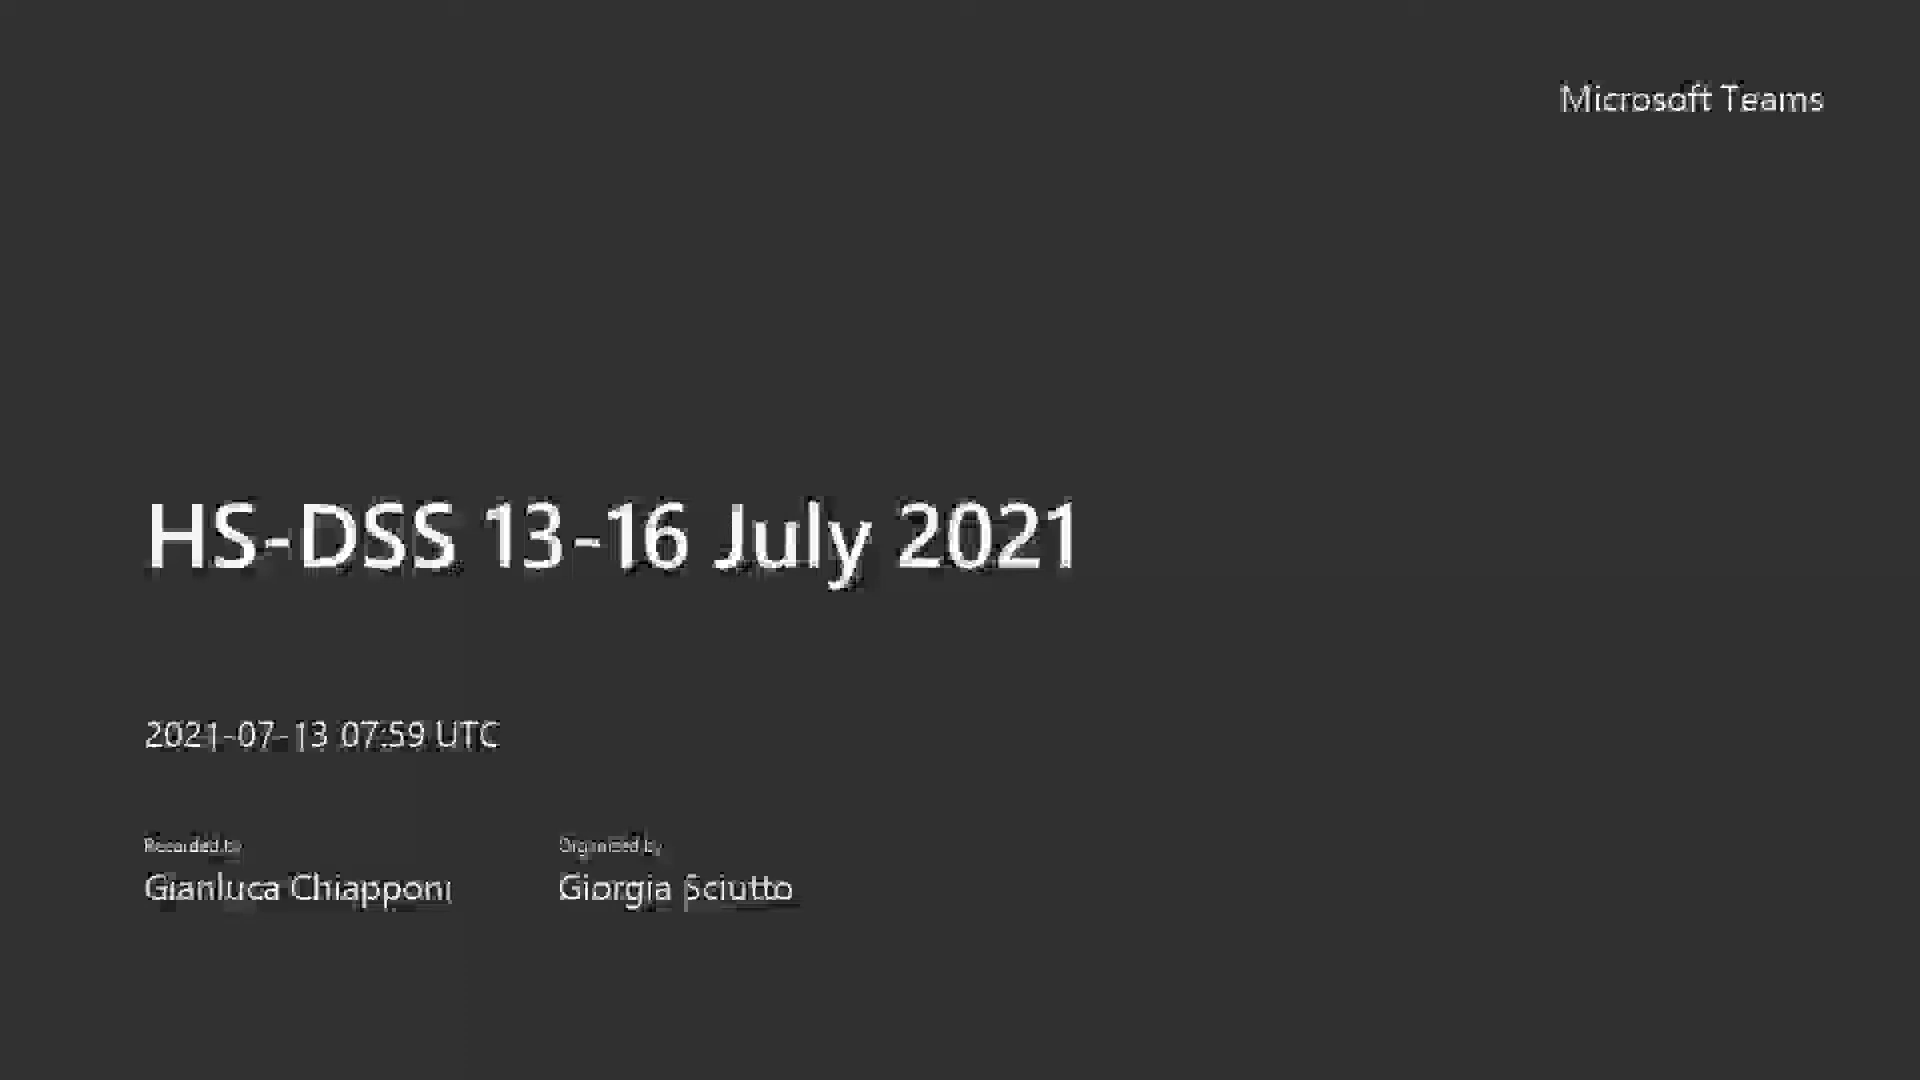 Microsoft Teams
HS-DSS 13-16 July 2021
2021-07-13 07:59 UTC
Recorded by
Organized by
Gianluca Chiapponi
Giorgia Sciutto